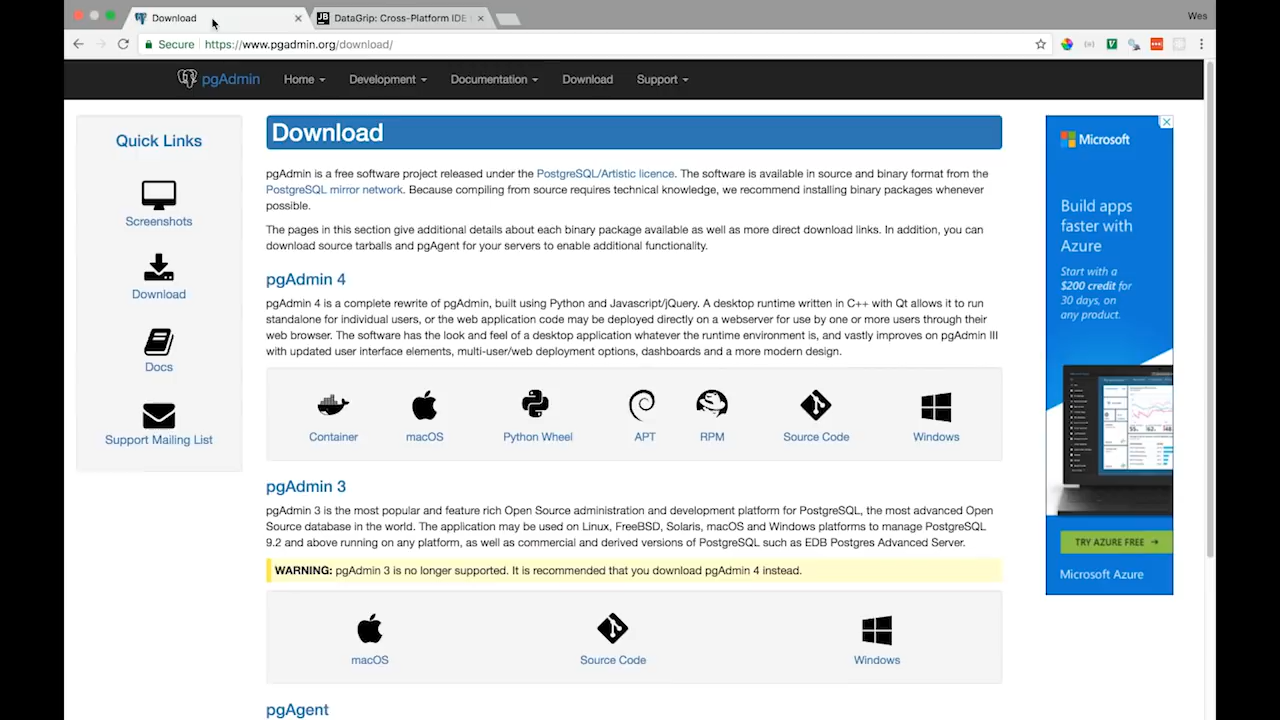 Download
DataGrip: Cross-Platform IDE
Wes
Secure https://www.pgadmin.org/download/
pgAdmin Home Development Documentation Download Support
Quick Links
Screenshots
Download
Docs
Support Mailing List
Download
pgAdmin is a free software project released under the PostgreSQL/Artistic licence. The software is available in source and binary format from the
PostgreSQL mirror network. Because compiling from source requires technical knowledge, we recommend installing binary packages whenever
possible.
The pages in this section give additional details about each binary package available as well as more direct download links. In addition, you can
download source tarballs and pgAgent for your servers to enable additional functionality.
pgAdmin 4
pgAdmin 4 is a complete rewrite of pgAdmin, built using Python and Javascript/jQuery. A desktop runtime written in C++ with Qt allows it to run
standalone for individual users, or the web application code may be deployed directly on a webserver for use by one or more users through their
web browser. The software has the look and feel of a desktop application whatever the runtime environment is, and vastly improves on pgAdmin III
with updated user interface elements, multi-user/web deployment options, dashboards and a more modern design.
Container macOS Python Wheel APT RPM Source Code Windows
pgAdmin 3
pgAdmin 3 is the most popular and feature rich Open Source administration and development platform for PostgreSQL, the most advanced Open
Source database in the world. The application may be used on Linux, FreeBSD, Solaris, macOS and Windows platforms to manage PostgreSQL
9.2 and above running on any platform, as well as commercial and derived versions of PostgreSQL such as EDB Postgres Advanced Server.
WARNING: pgAdmin 3 is no longer supported. It is recommended that you download pgAdmin 4 instead.
macOS Source Code Windows
pgAgent
Microsoft
Build apps
faster with
Azure
Start with a
$200 credit for
30 days, on
any product.
TRY AZURE FREE →
Microsoft Azure